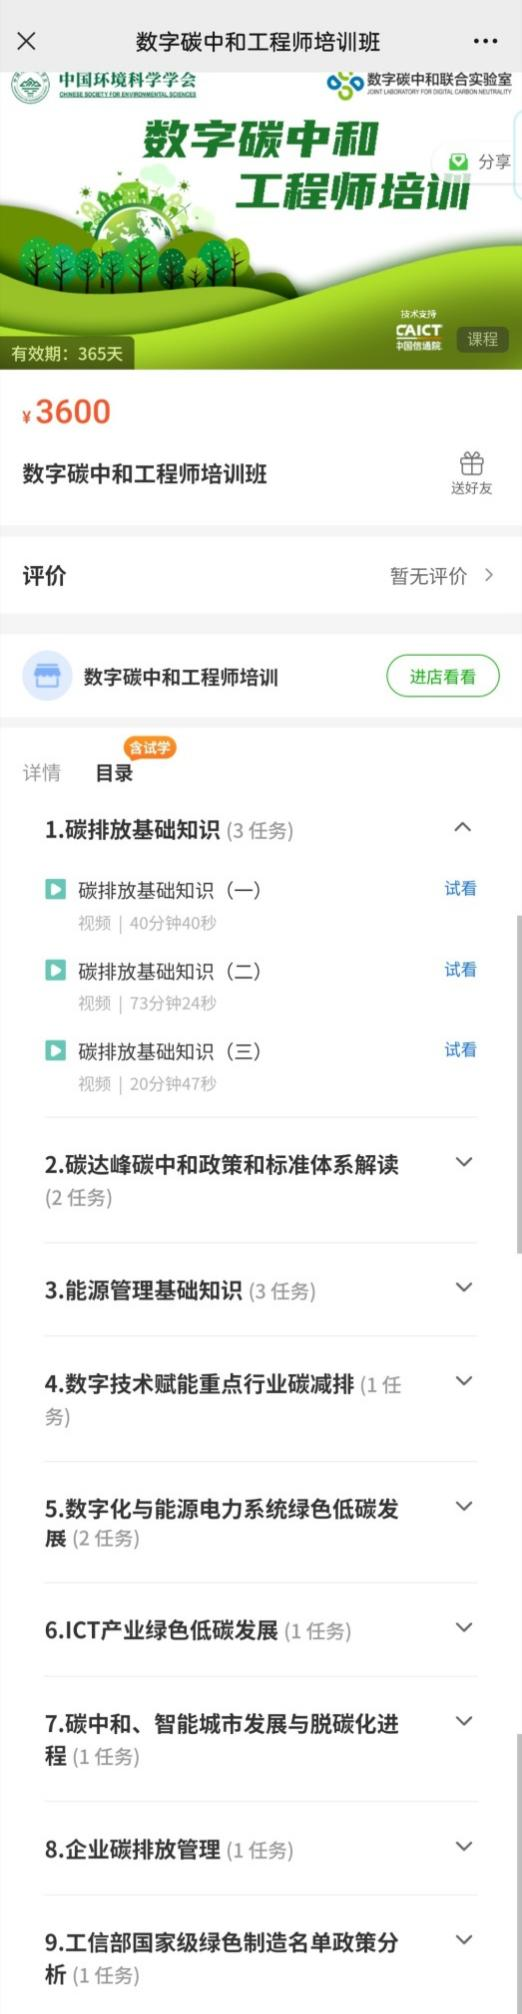 数字碳中和工程师培训班
中国环境科学学会
CHINESE SOCIETY FOR ENVIRONMENTAL SCIENCES
数字碳中和联合实验室
JOINT LABORATORY FOR DIGITAL CARBON NEUTRALITY
数字碳中和
工程师培训
分享
技术支持
CAICT
中国信通院
课程
有效期：365天
¥3600
数字碳中和工程师培训班
送好友
评价
暂无评价
数字碳中和工程师培训
进店看看
含试学
详情
目录
1.碳排放基础知识 (3 任务)
碳排放基础知识（一）
试看
视频 | 40分钟40秒
碳排放基础知识（二）
试看
视频 | 73分钟24秒
碳排放基础知识（三）
试看
视频 | 20分钟47秒
2.碳达峰碳中和政策和标准体系解读
(2 任务)
3.能源管理基础知识 (3 任务)
4.数字技术赋能重点行业碳减排 (1 任
务)
5.数字化与能源电力系统绿色低碳发
展 (2 任务)
6.ICT产业绿色低碳发展 (1 任务)
7.碳中和、智能城市发展与脱碳化进
程 (1 任务)
8.企业碳排放管理 (1 任务)
9.工信部国家级绿色制造名单政策分
析 (1 任务)